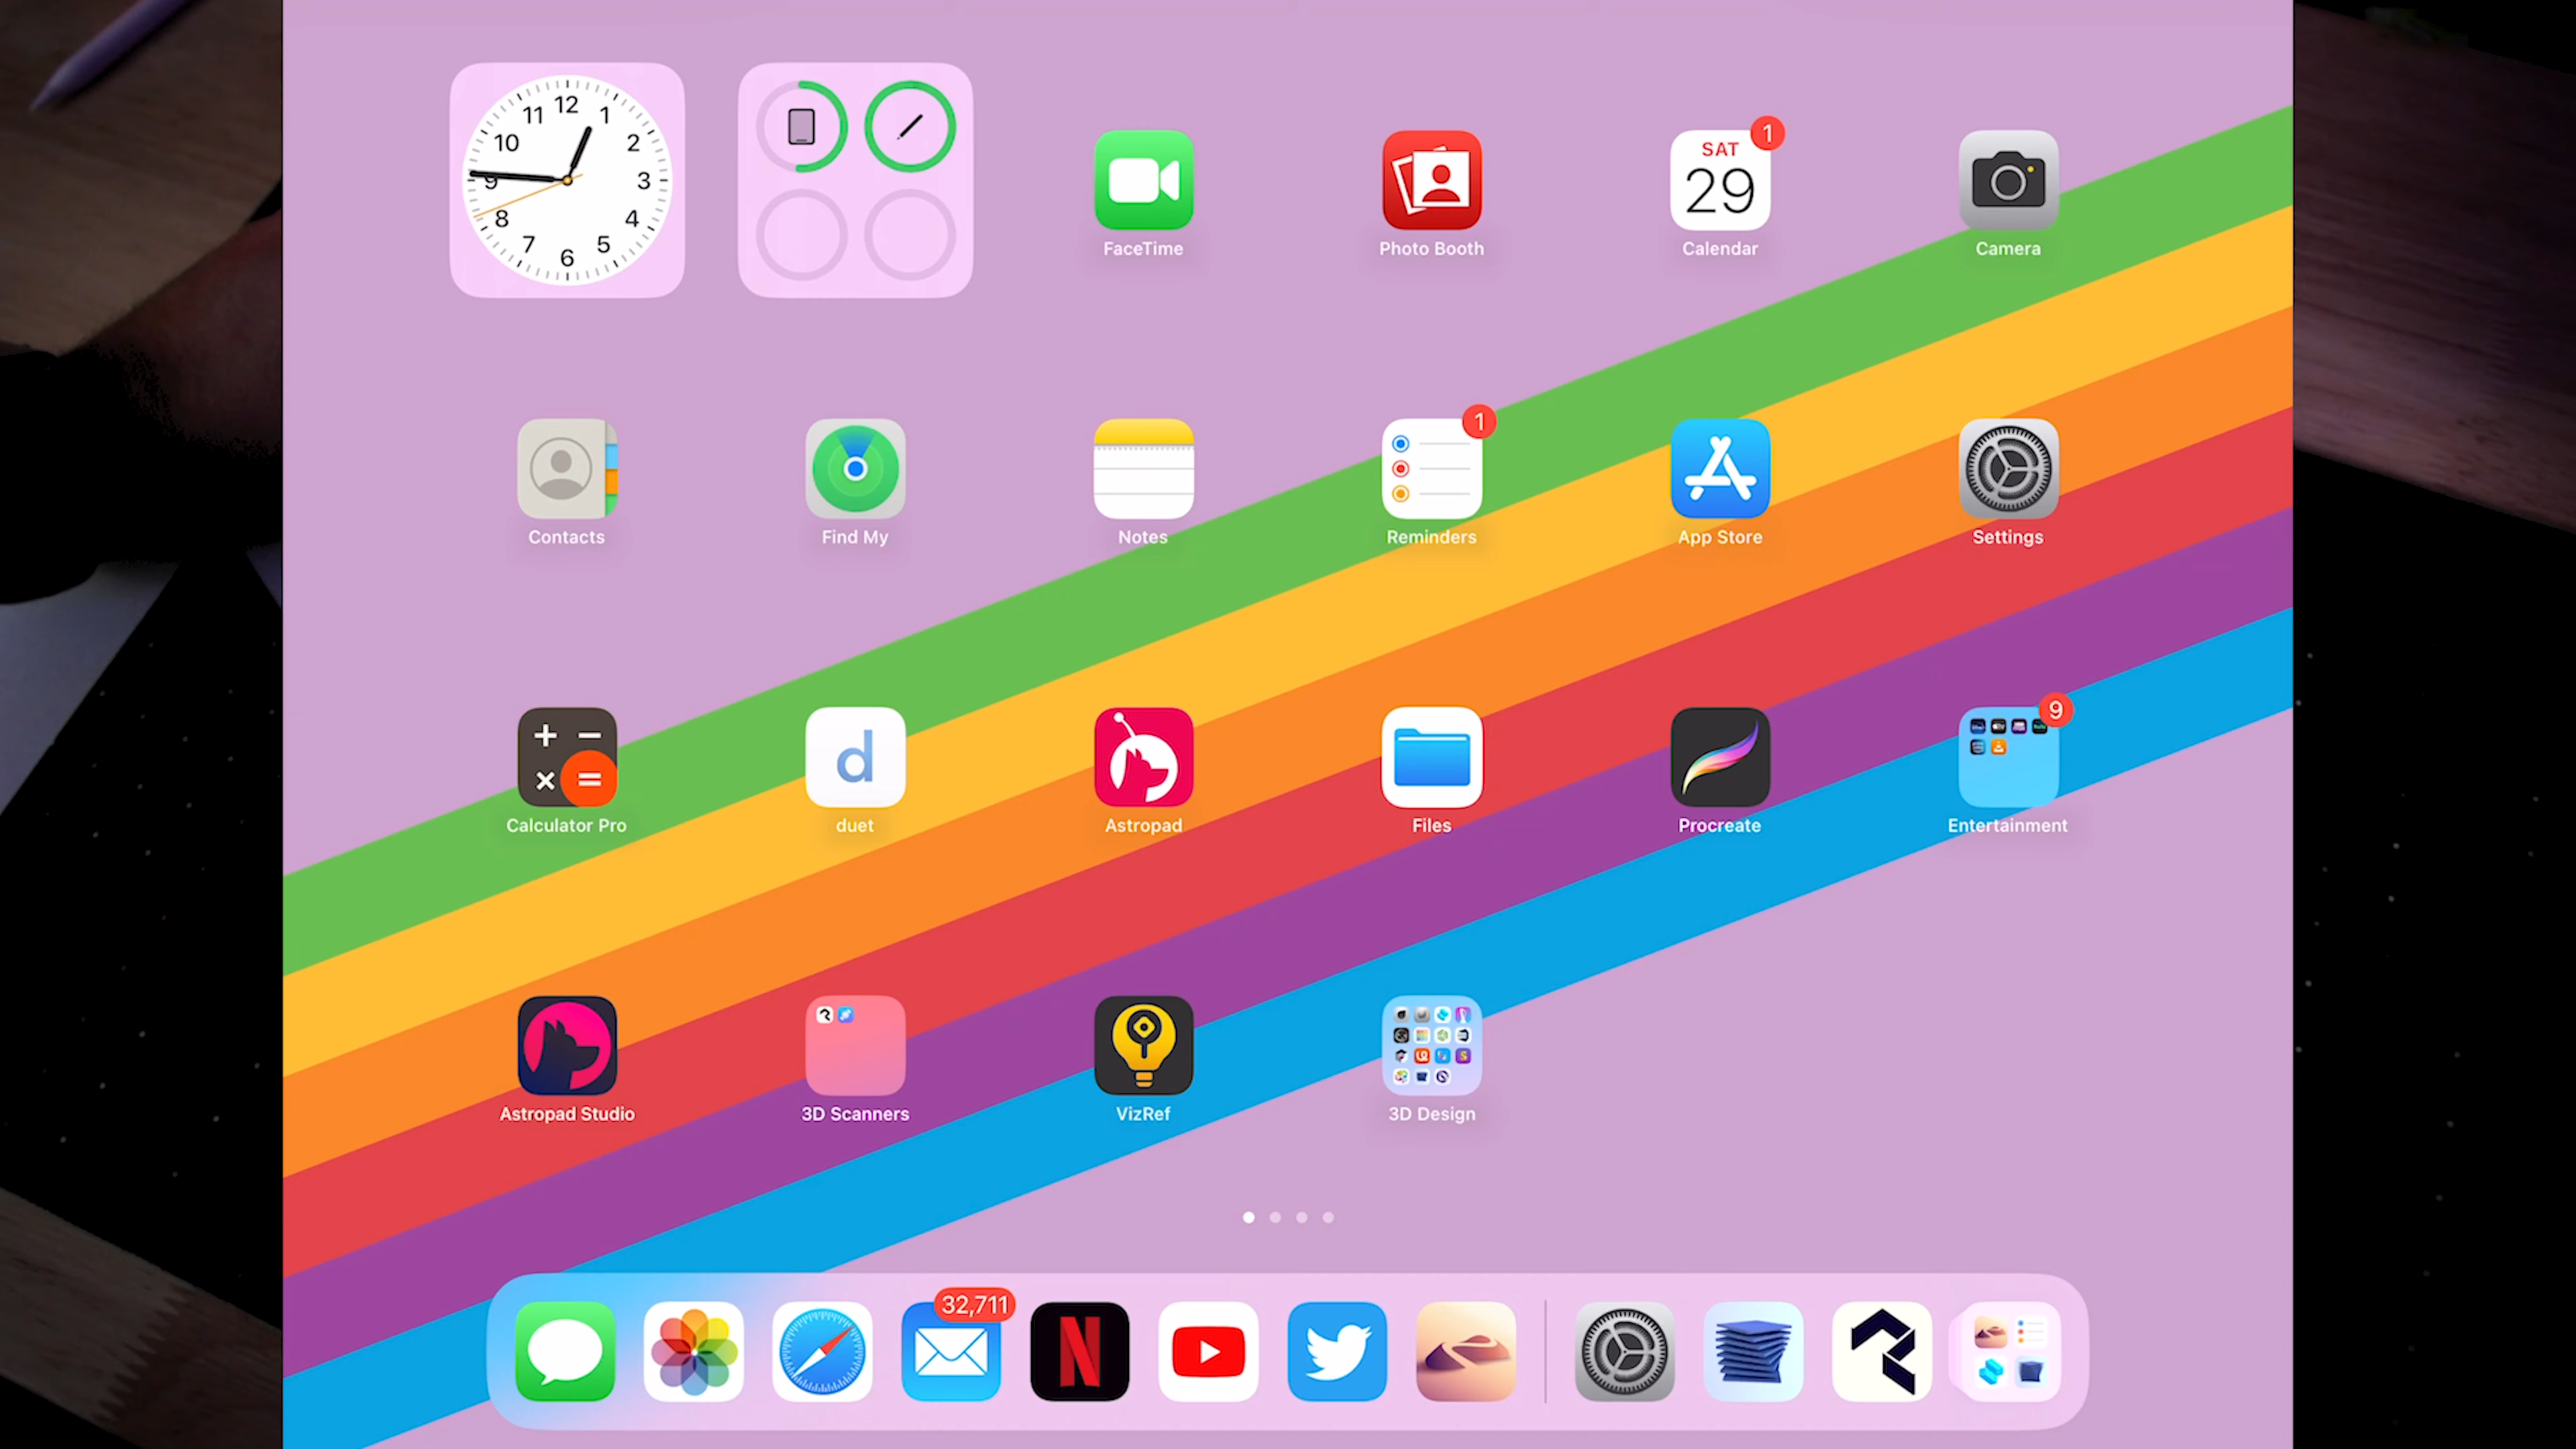 12
11
1
10
2
9
3
8
4
7
5
6
FaceTime
Photo Booth
SAT
29
1
Calendar
Camera
Contacts
Find My
Notes
1
Reminders
App Store
Settings
Calculator Pro
d
duet
Astropad
Files
Procreate
9
Entertainment
Astropad Studio
3D Scanners
VizRef
3D Design
32,711
N